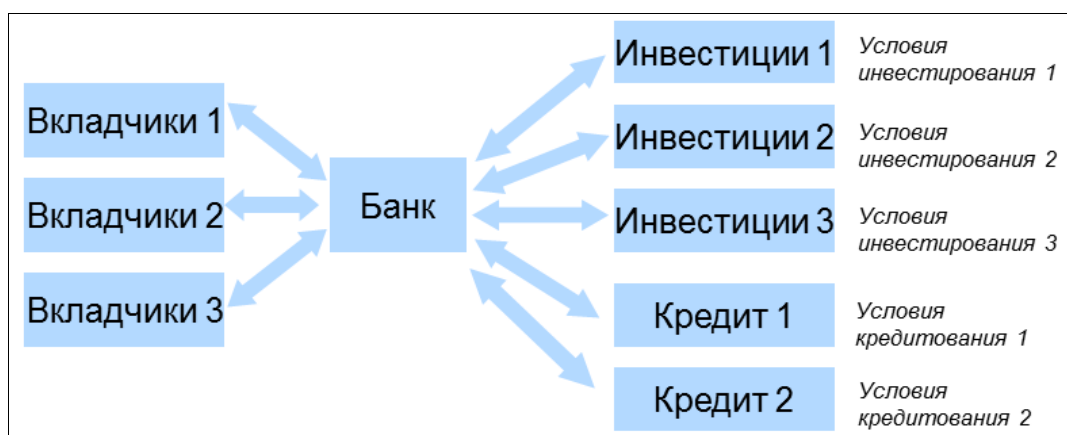 Вкладчики 1
Вкладчики 2
Вкладчики 3
Банк
Инвестиции 1
Условия
инвестирования 1
Инвестиции 2
Условия
инвестирования 2
Инвестиции 3
Условия
инвестирования 3
Кредит 1
Условия
кредитования 1
Кредит 2
Условия
кредитования 2